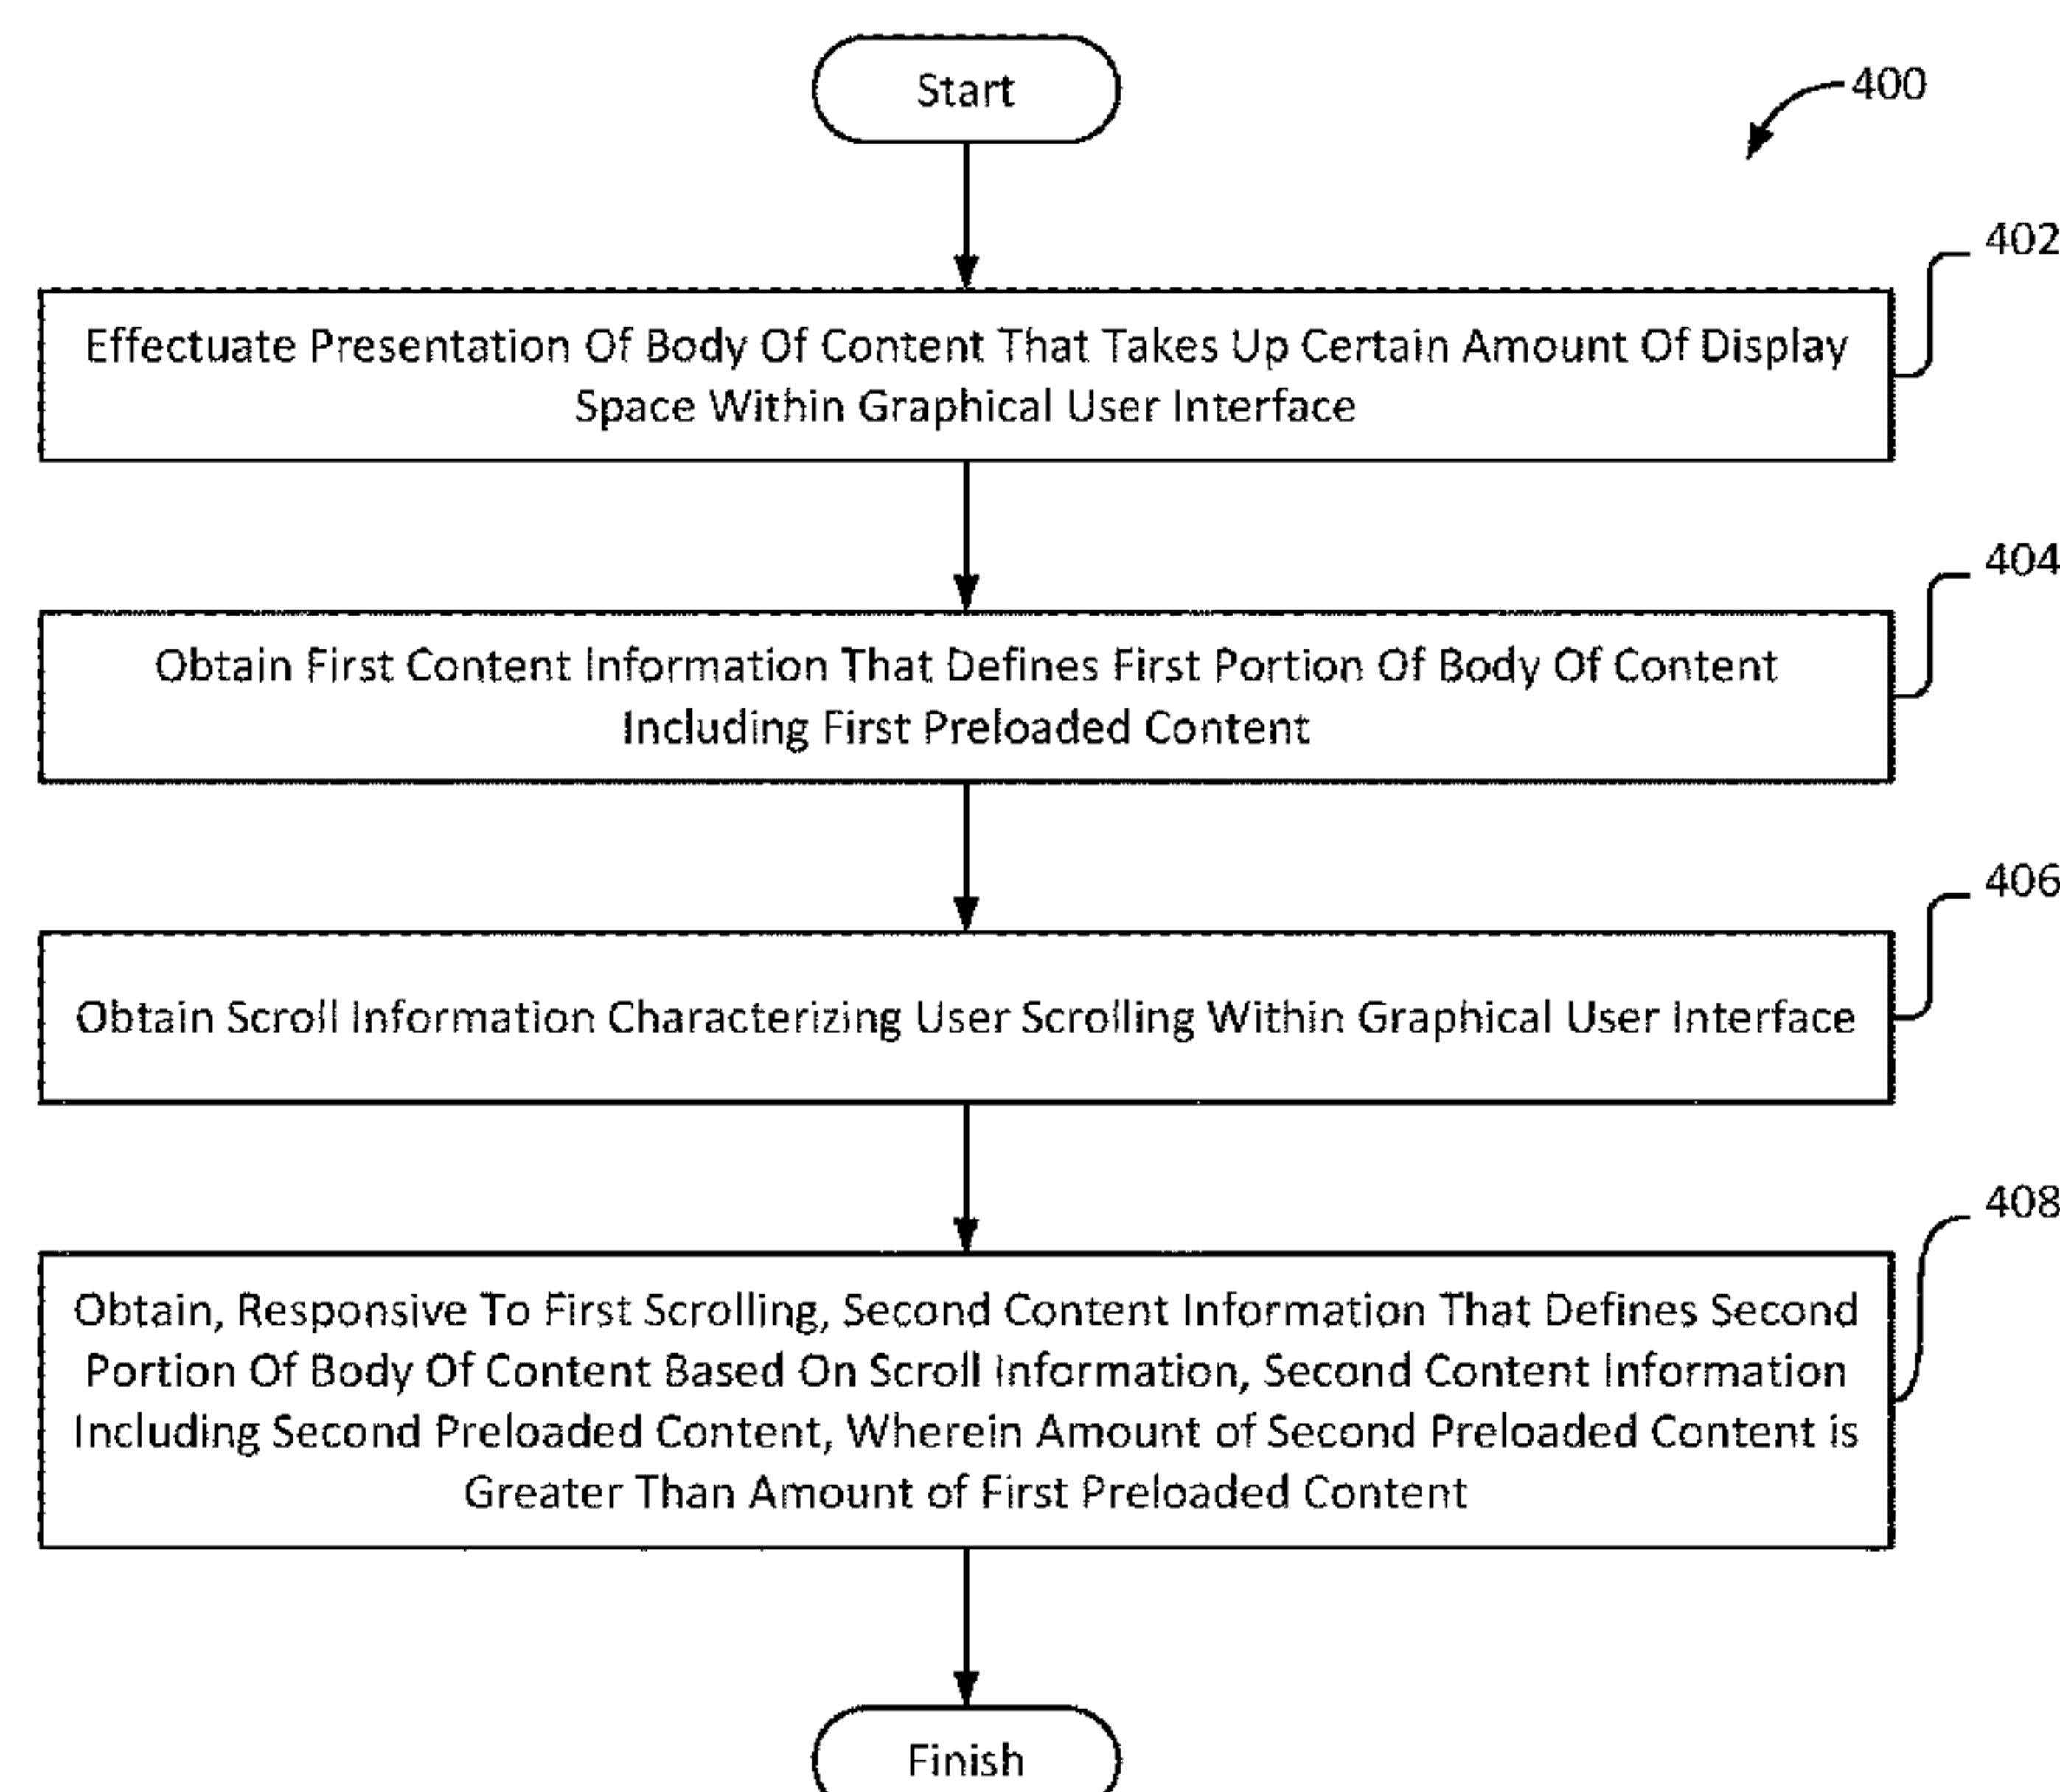 Start
400
402
Effectuate Presentation Of Body Of Content That Takes Up Certain Amount Of Display
Space Within Graphical User Interface
404
Obtain First Content Information That Defines First Portion Of Body Of Content
Including First Preloaded Content
406
Obtain Scroll Information Characterizing User Scrolling Within Graphical User Interface
408
Obtain, Responsive To First Scrolling, Second Content Information That Defines Second
Portion Of Body Of Content Based On Scroll Information, Second Content Information
Including Second Preloaded Content, Wherein Amount of Second Preloaded Content is
Greater Than Amount of First Preloaded Content
Finish